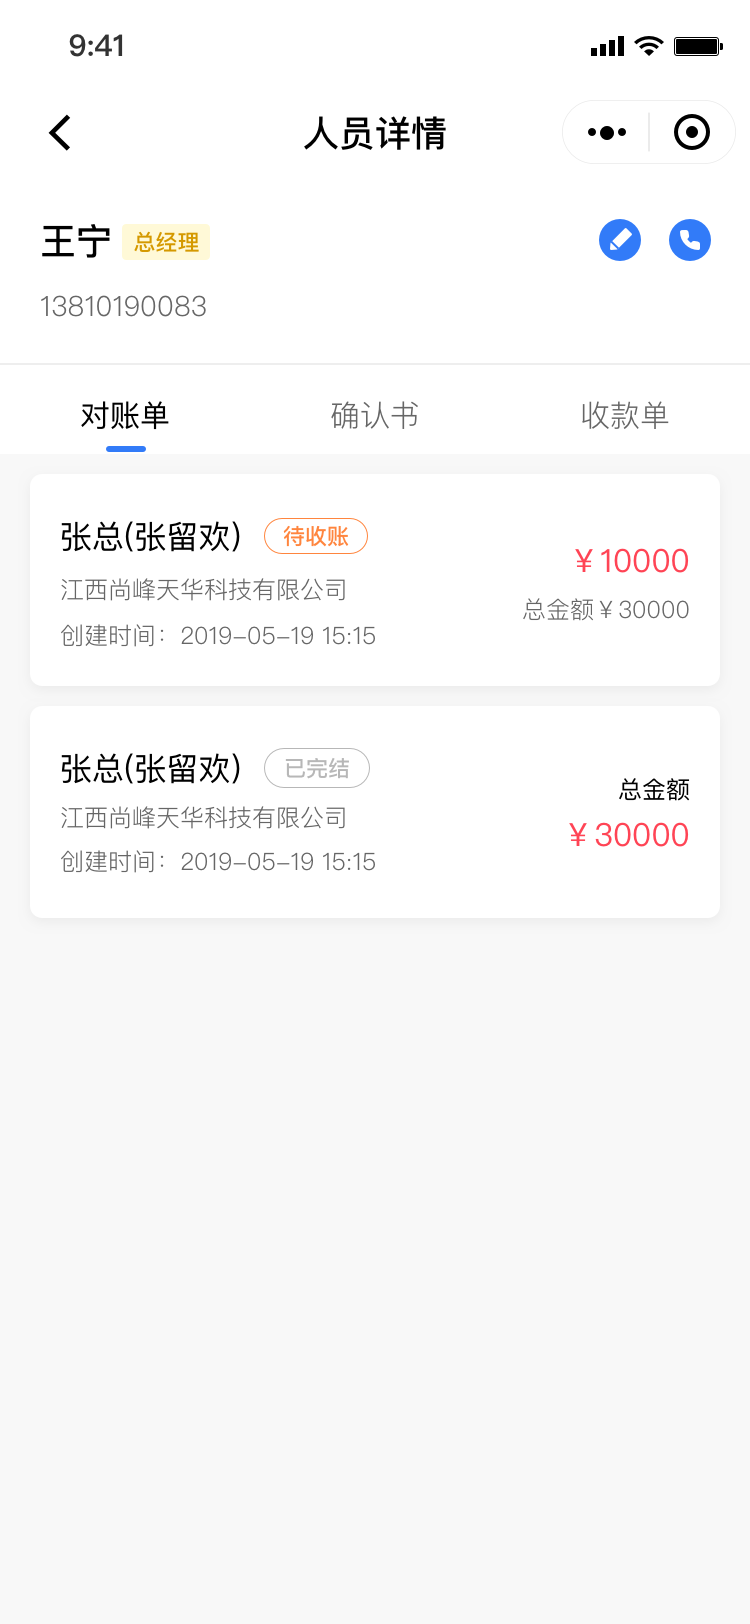 9:41
人员详情
王宁 总经理
13810190083
对账单 确认书 收款单
张总(张留欢) 待收账
¥10000
江西尚峰天华科技有限公司
总金额¥30000
创建时间：2019-05-19 15:15
张总(张留欢) 已完结
总金额
江西尚峰天华科技有限公司
¥30000
创建时间：2019-05-19 15:15